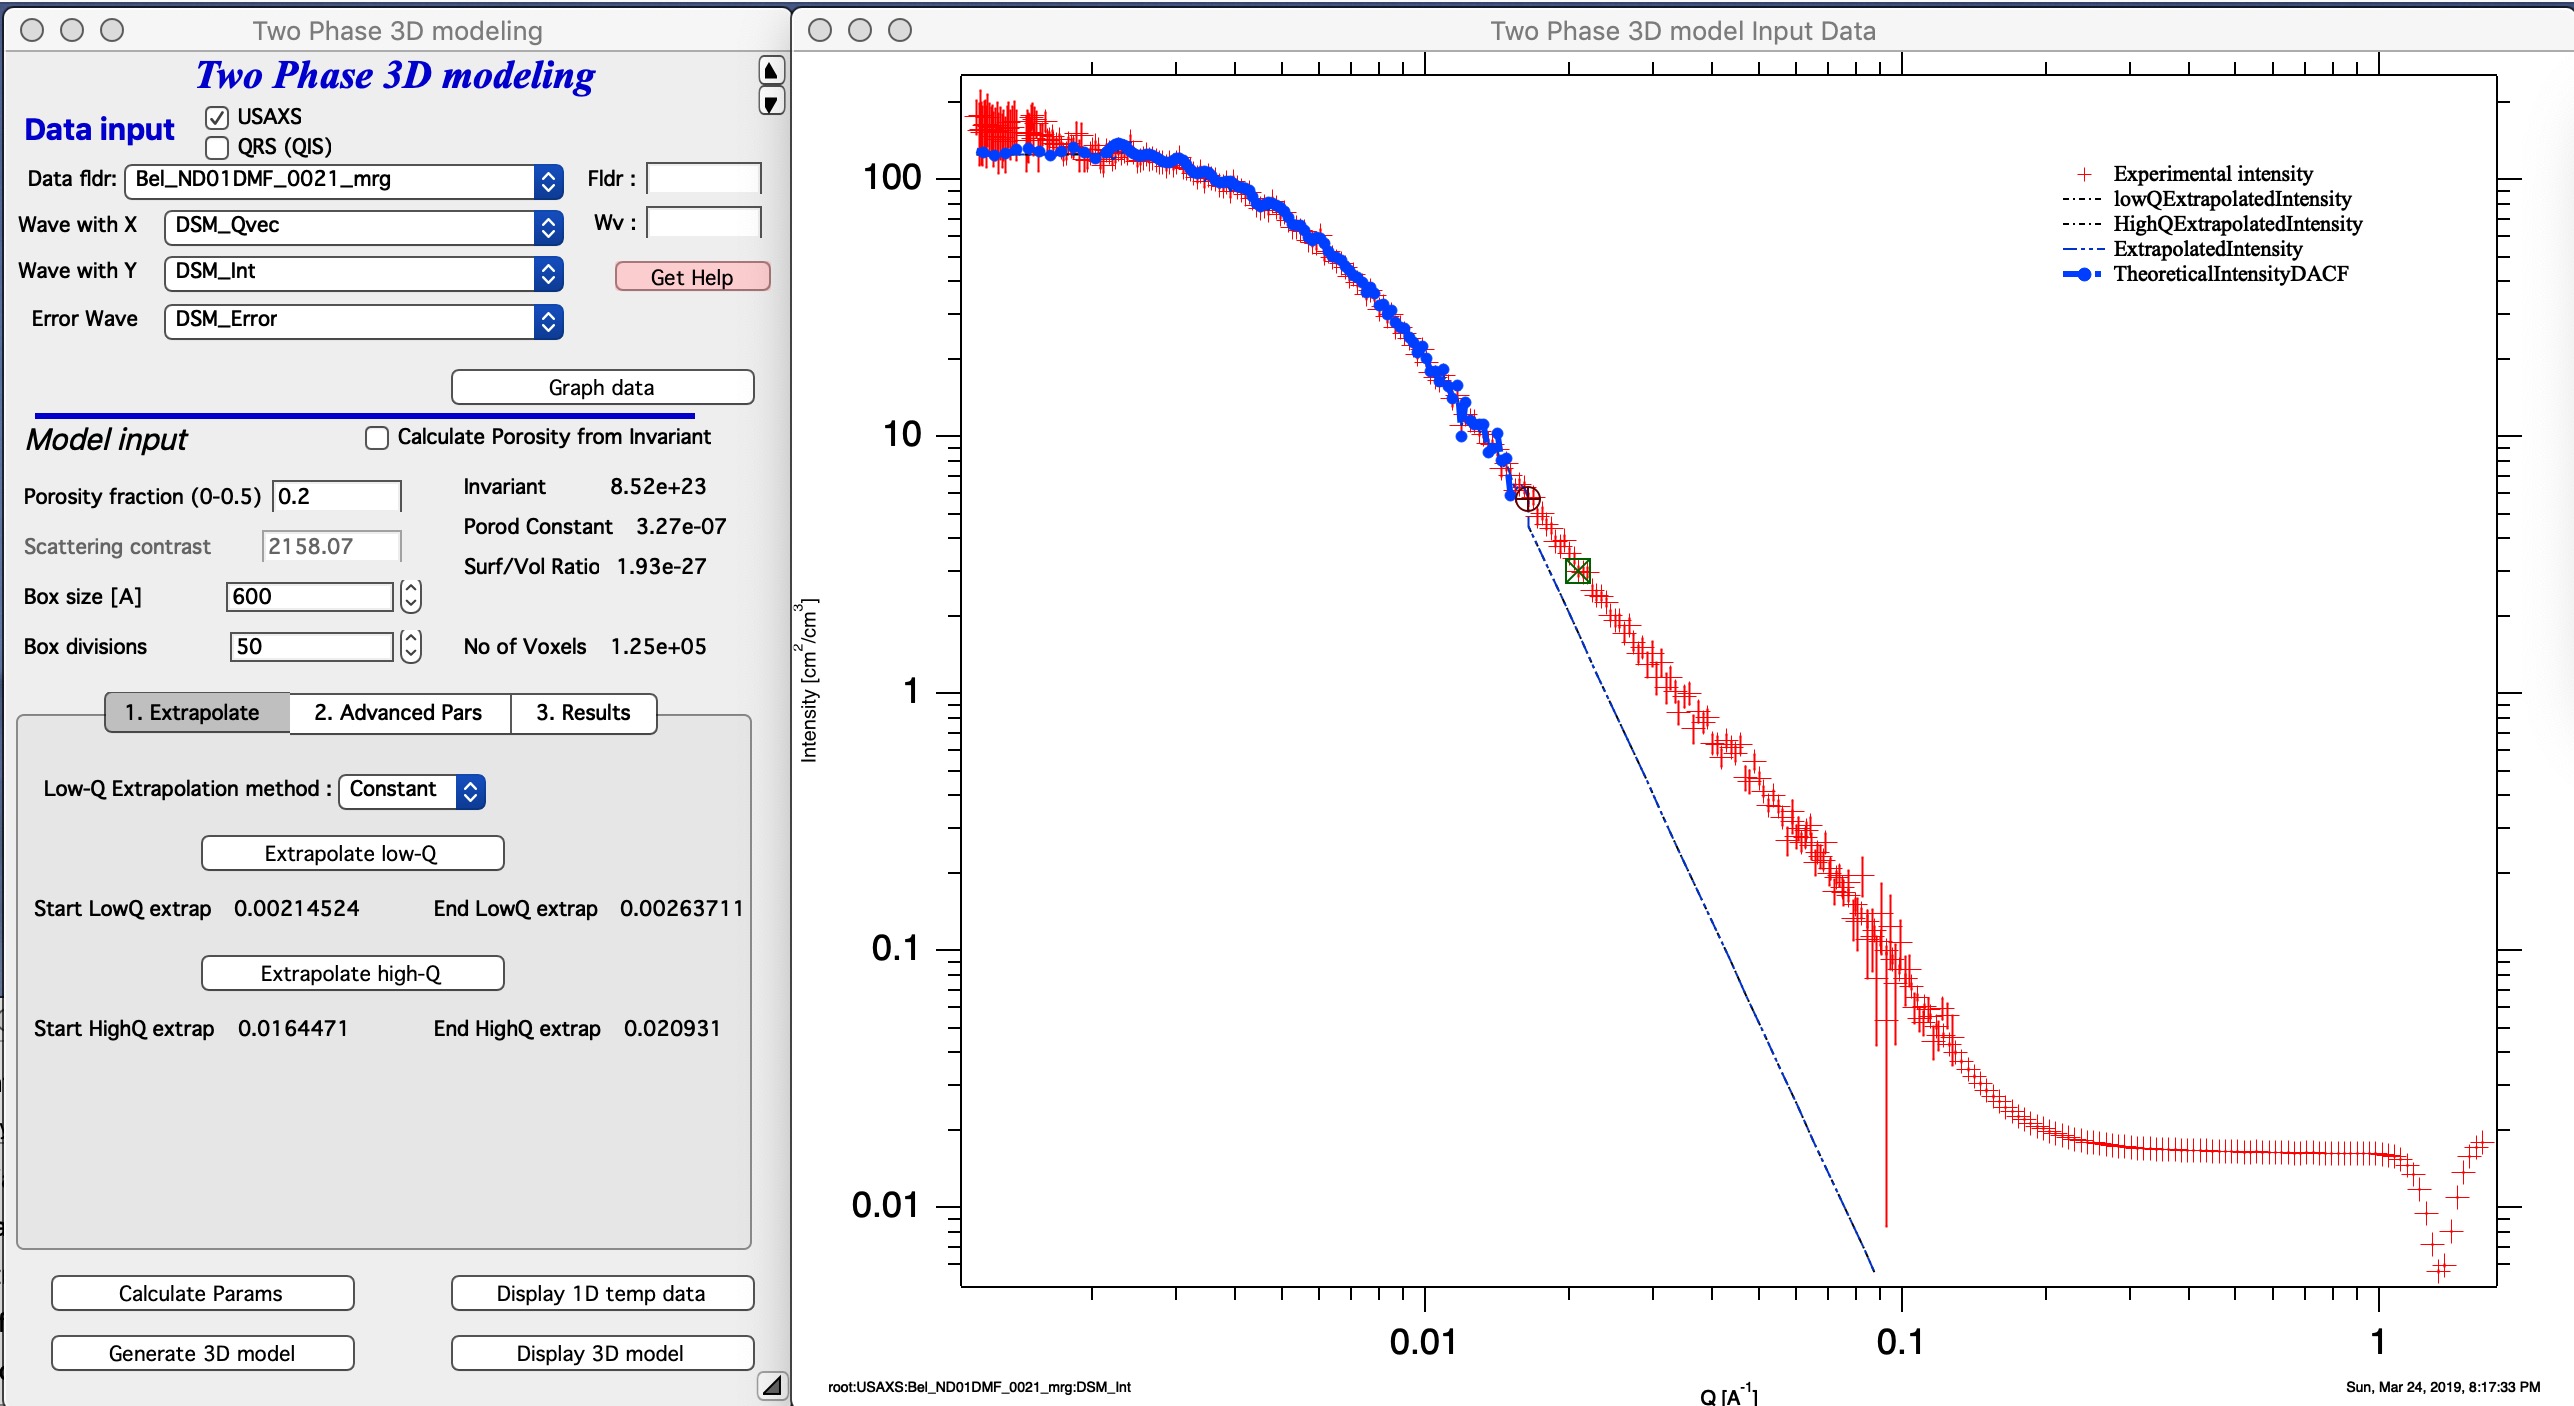 Two Phase 3D modeling
Two Phase 3D modeling
Data input
USAXS
QRS (QIS)
Data fldr: Bel_ND01DMF_0021_mrg Fldr :
Wave with X DSM_Qvec Wv :
Wave with Y DSM_Int Get Help
Error Wave DSM_Error
Graph data
Model input Calculate Porosity from Invariant
Porosity fraction (0-0.5) 0.2 Invariant 8.52e+23
Porod Constant 3.27e-07
Scattering contrast 2158.07
Surf/Vol Ratio 1.93e-27
Box size [A] 600
Box divisions 50 No of Voxels 1.25e+05
1. Extrapolate 2. Advanced Pars 3. Results
Low-Q Extrapolation method : Constant
Extrapolate low-Q
Start LowQ extrap 0.00214524 End LowQ extrap 0.00263711
Extrapolate high-Q
Start HighQ extrap 0.0164471 End HighQ extrap 0.020931
Calculate Params Display 1D temp data
Generate 3D model Display 3D model
Two Phase 3D model Input Data
Experimental intensity
lowQExtrapolatedIntensity
HighQExtrapolatedIntensity
ExtrapolatedIntensity
TheoreticalIntensityDACF
100
10
1
0.1
0.01
Intensity [cm2/cm3]
0.01 0.1 1
Q [A-1]
root:USAXS:Bel_ND01DMF_0021_mrg:DSM_Int
Sun, Mar 24, 2019, 8:17:33 PM